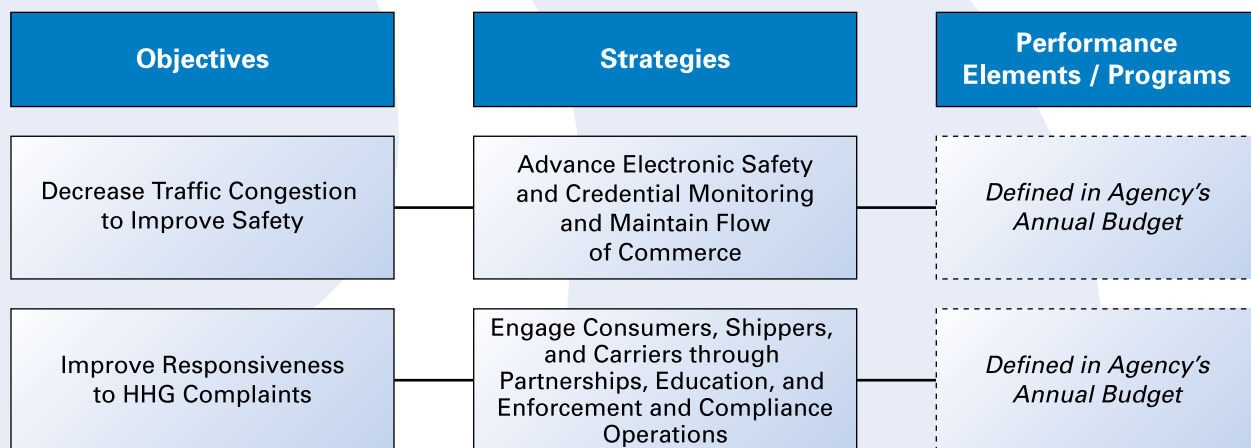 Objectives
Strategies
Performance
Elements / Programs
Decrease Traffic Congestion
to Improve Safety
Advance Electronic Safety
and Credential Monitoring
and Maintain Flow
of Commerce
Defined in Agency’s
Annual Budget
Improve Responsiveness
to HHG Complaints
Engage Consumers, Shippers,
and Carriers through
Partnerships, Education, and
Enforcement and Compliance
Operations
Defined in Agency’s
Annual Budget